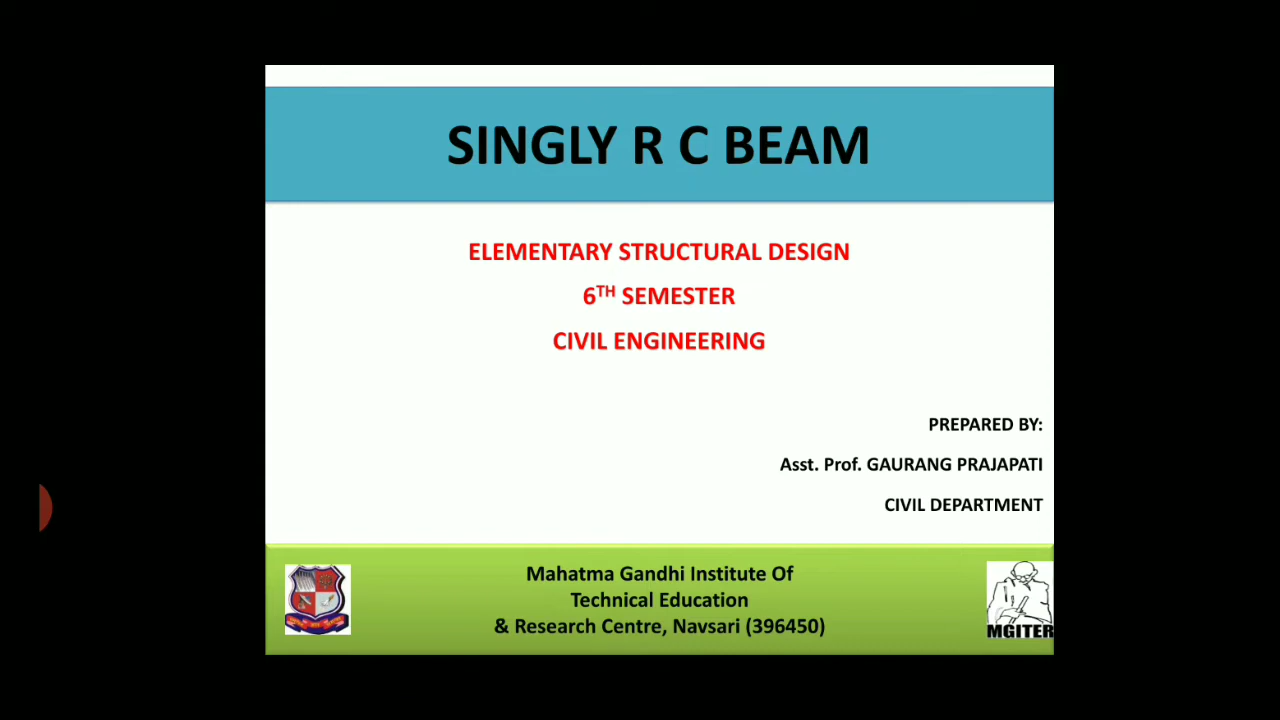 SINGLY R C BEAM
ELEMENTARY STRUCTURAL DESIGN
6TH SEMESTER
CIVIL ENGINEERING
PREPARED BY:
Asst. Prof. GAURANG PRAJAPATI
CIVIL DEPARTMENT
Mahatma Gandhi Institute Of
Technical Education
& Research Centre, Navsari (396450)
MGITER